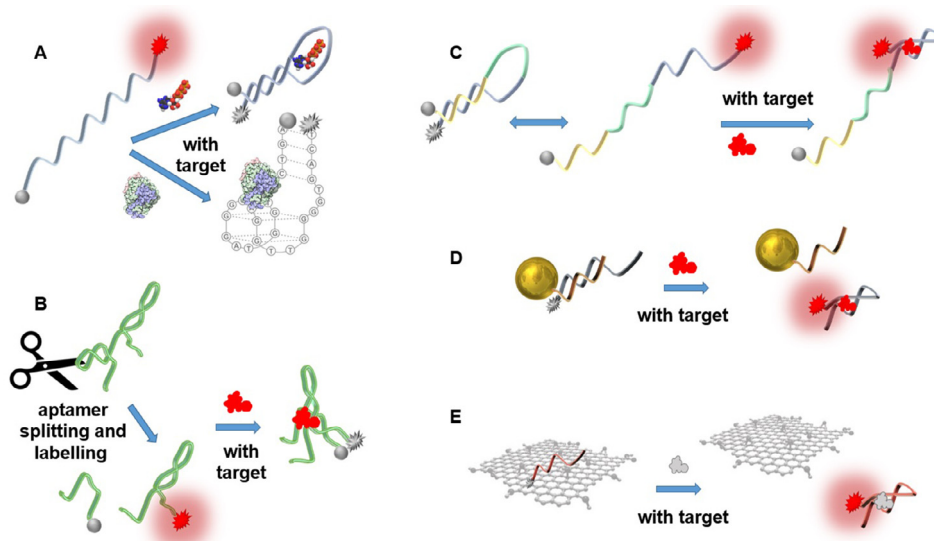 A
with
target
B
aptamer
splitting and
labelling
with
target
C
with target
D
with target
E
with target